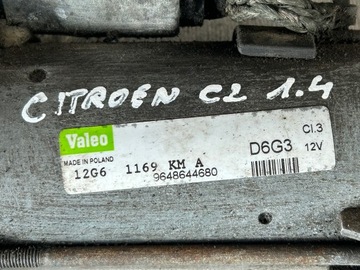 CITROEN C2 1.4
Valeo
D6G3
Cl.3
12V
MADE IN POLAND
12G6 1169 KM A
9648644680